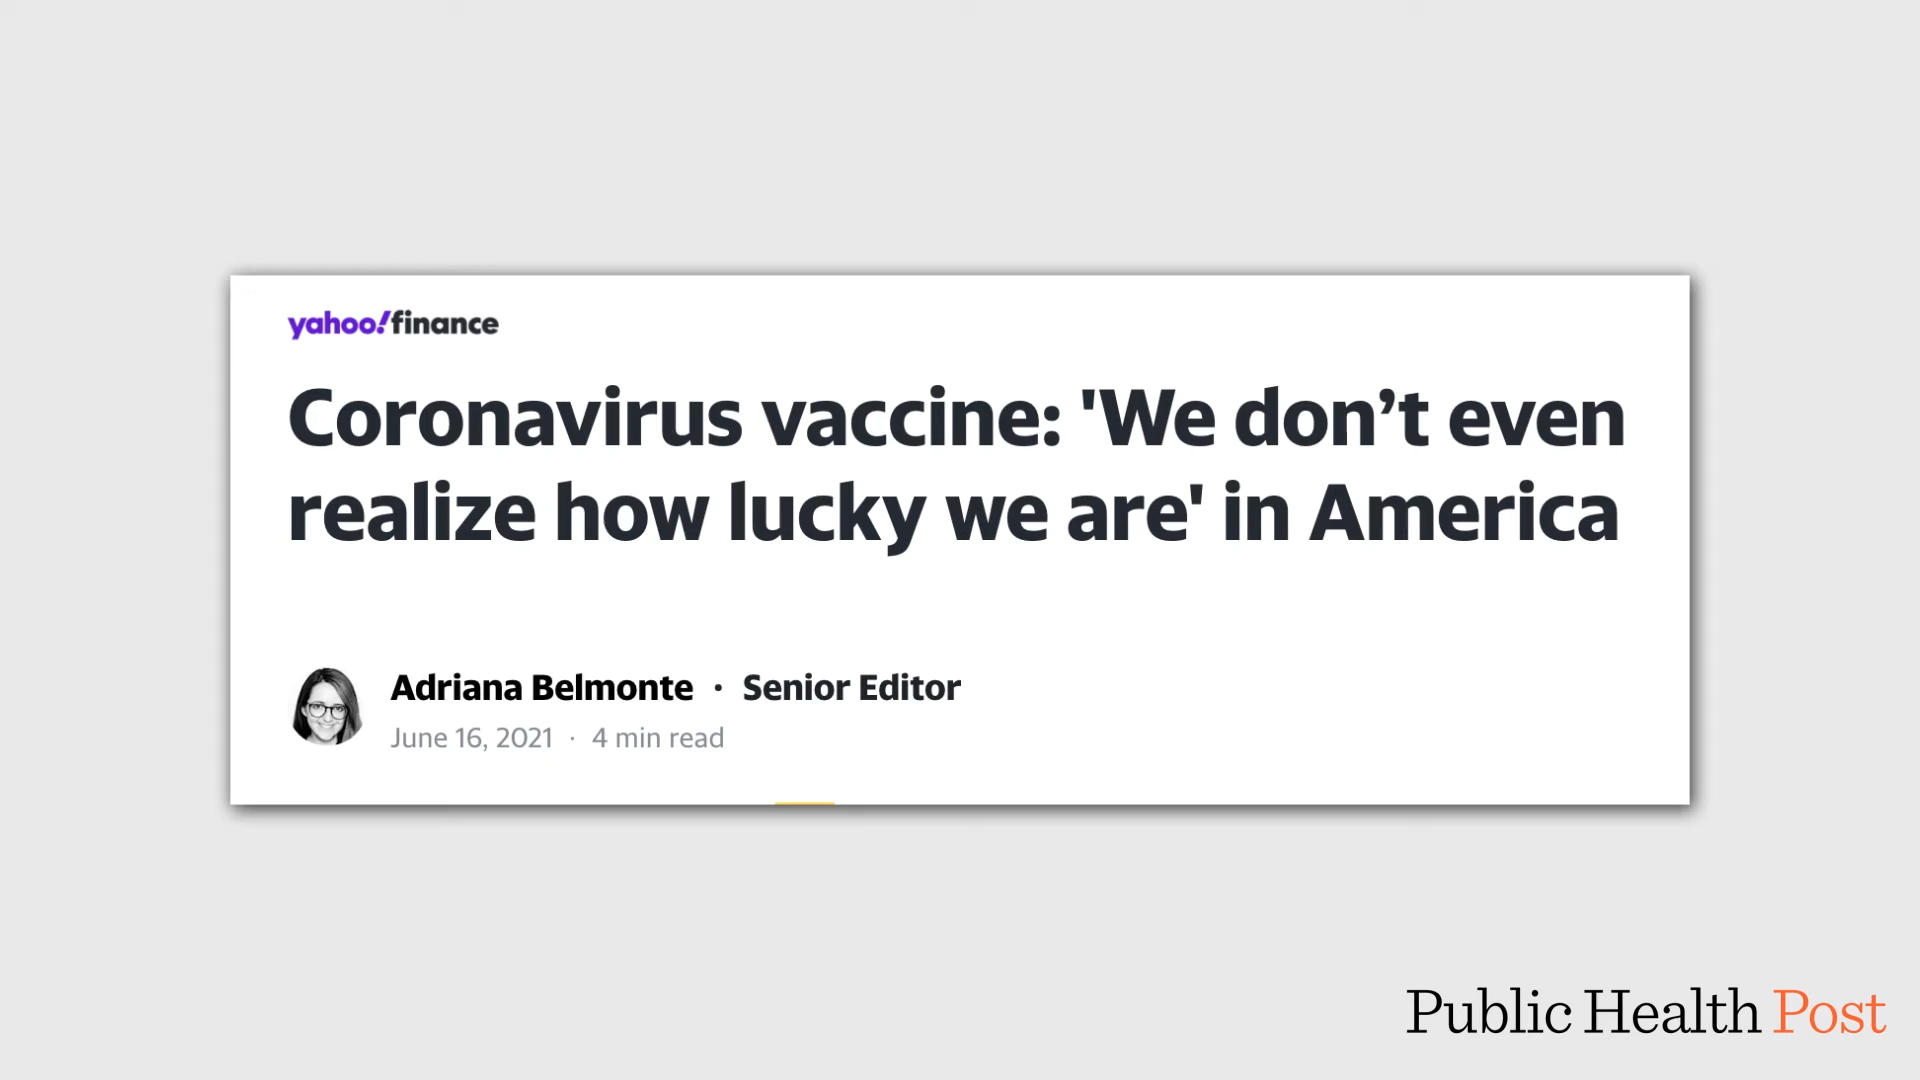 yahoo!finance
Coronavirus vaccine: 'We don’t even
realize how lucky we are' in America
Adriana Belmonte · Senior Editor
June 16, 2021 · 4 min read
Public Health Post